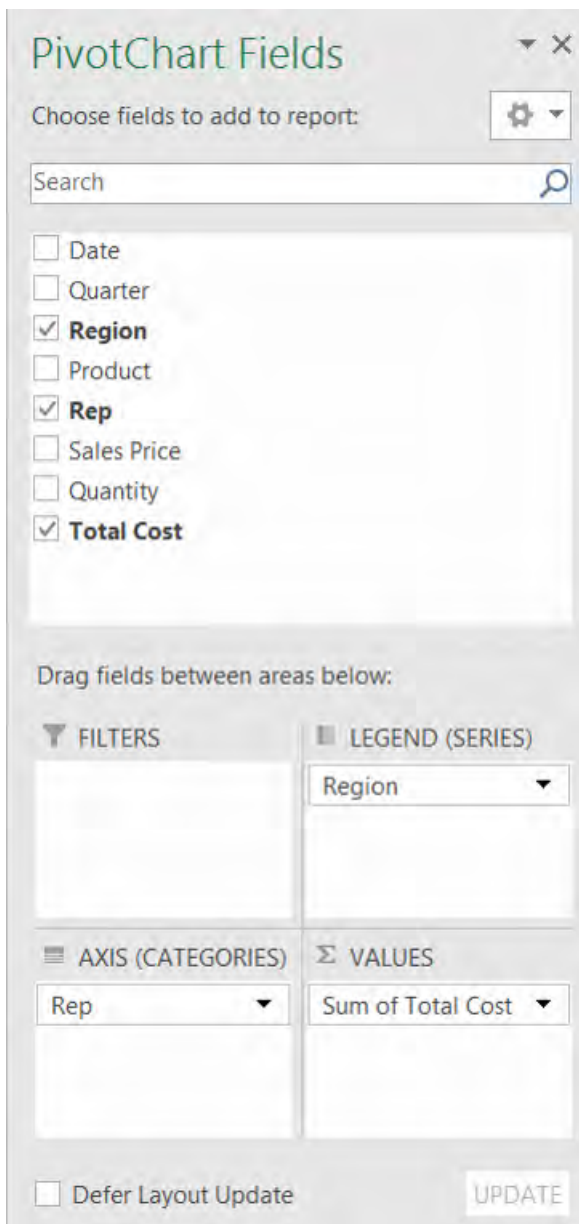 PivotChart Fields
Choose fields to add to report:
Search
Date
Quarter
Region
Product
Rep
Sales Price
Quantity
Total Cost
Drag fields between areas below:
FILTERS
LEGEND (SERIES)
Region
AXIS (CATEGORIES)
Σ VALUES
Rep
Sum of Total Cost
Defer Layout Update
UPDATE